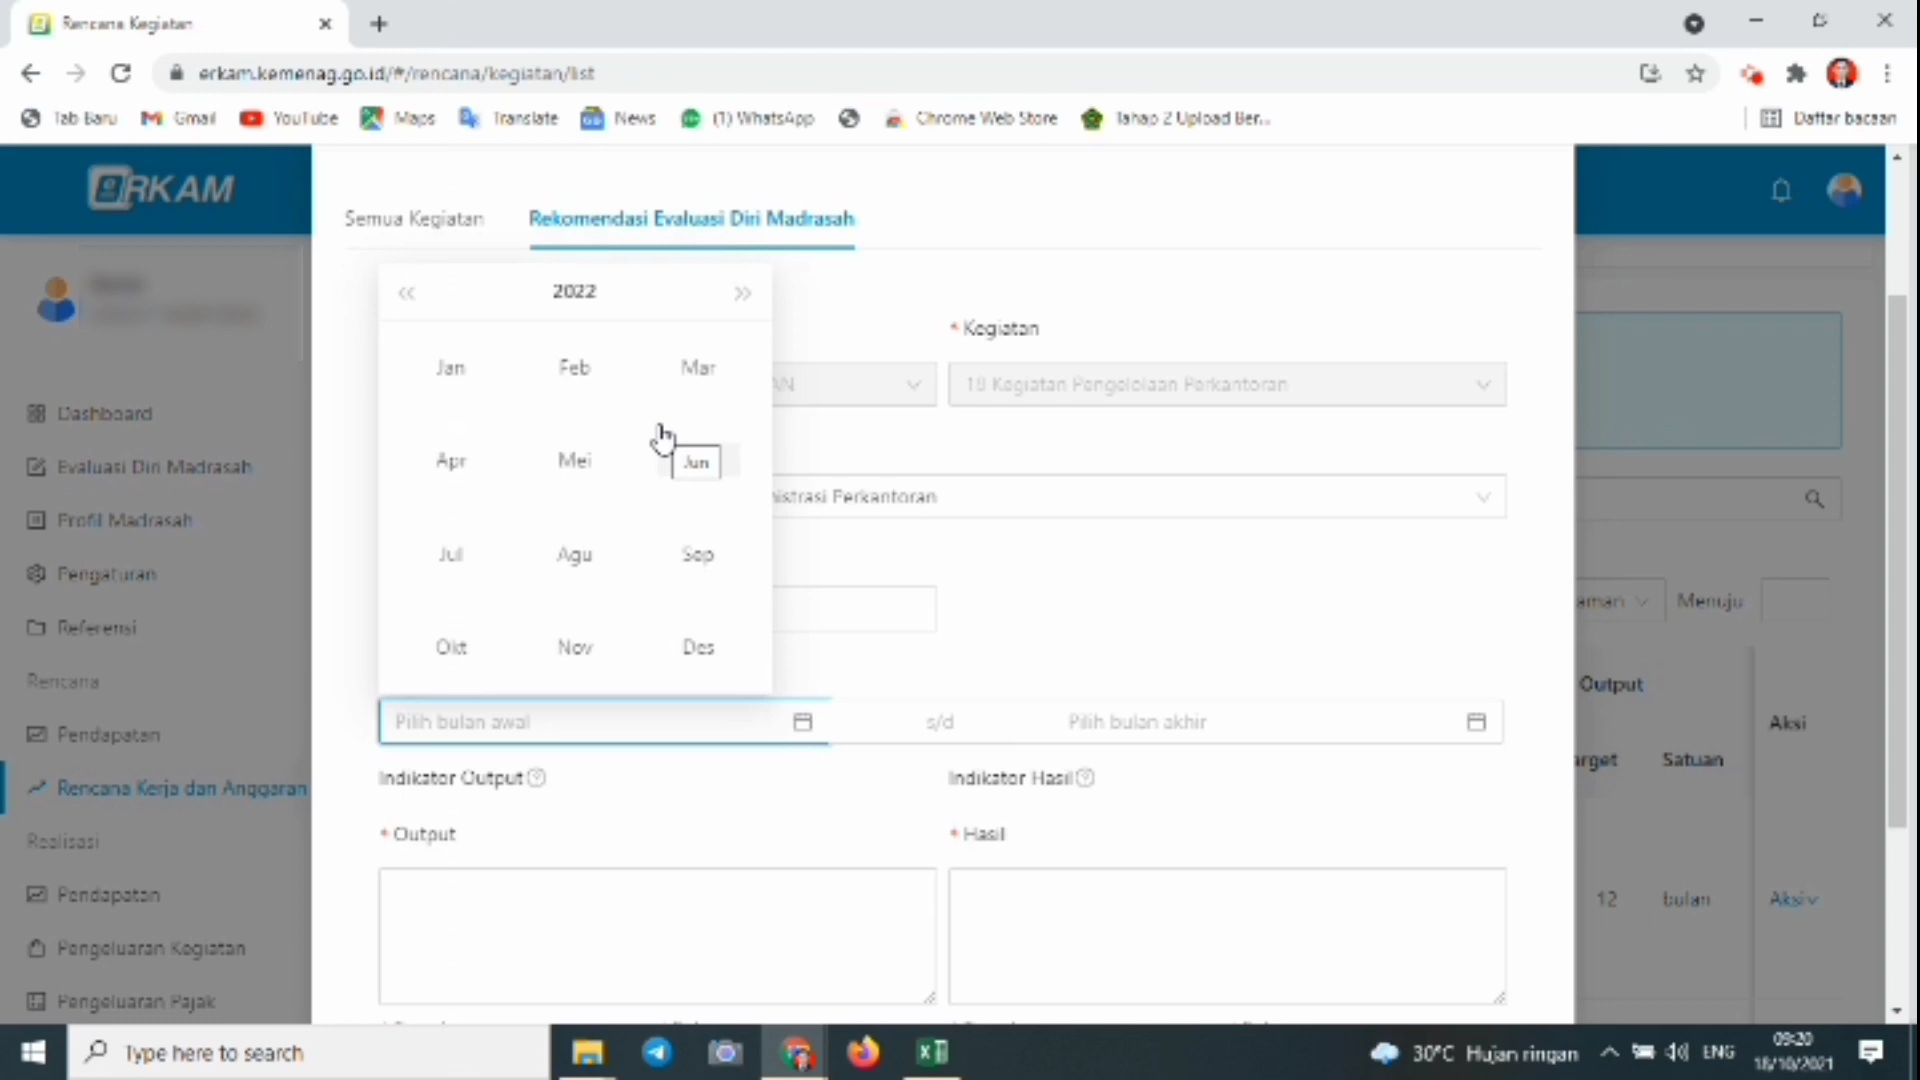 Rencana Kegiatan
erkam.kemenag.go.id/#/rencana/kegiatan/list
Tab Baru
Gmail
YouTube
Maps
Translate
News
(1) WhatsApp
Chrome Web Store
Tahap 2 Upload Ber...
Daftar bacaan
eRKAM
Semua Kegiatan
Rekomendasi Evaluasi Diri Madrasah
2022
Jan Feb Mar
Apr Mei Jun
Jul Agu Sep
Okt Nov Des
* Kegiatan
AN
18 Kegiatan Pengelolaan Perkantoran
nistrasi Perkantoran
Pilih bulan awal
s/d
Pilih bulan akhir
Indikator Output
Indikator Hasil
* Output
* Hasil
Dashboard
Evaluasi Diri Madrasah
Profil Madrasah
Pengaturan
Referensi
Rencana
Pendapatan
Rencana Kerja dan Anggaran
Realisasi
Pendapatan
Pengeluaran Kegiatan
Pengeluaran Pajak
aman
Menuju
Output
Aksi
arget
Satuan
12
bulan
Aksi
Type here to search
30°C Hujan ringan
ENG
09:20
18/10/2021